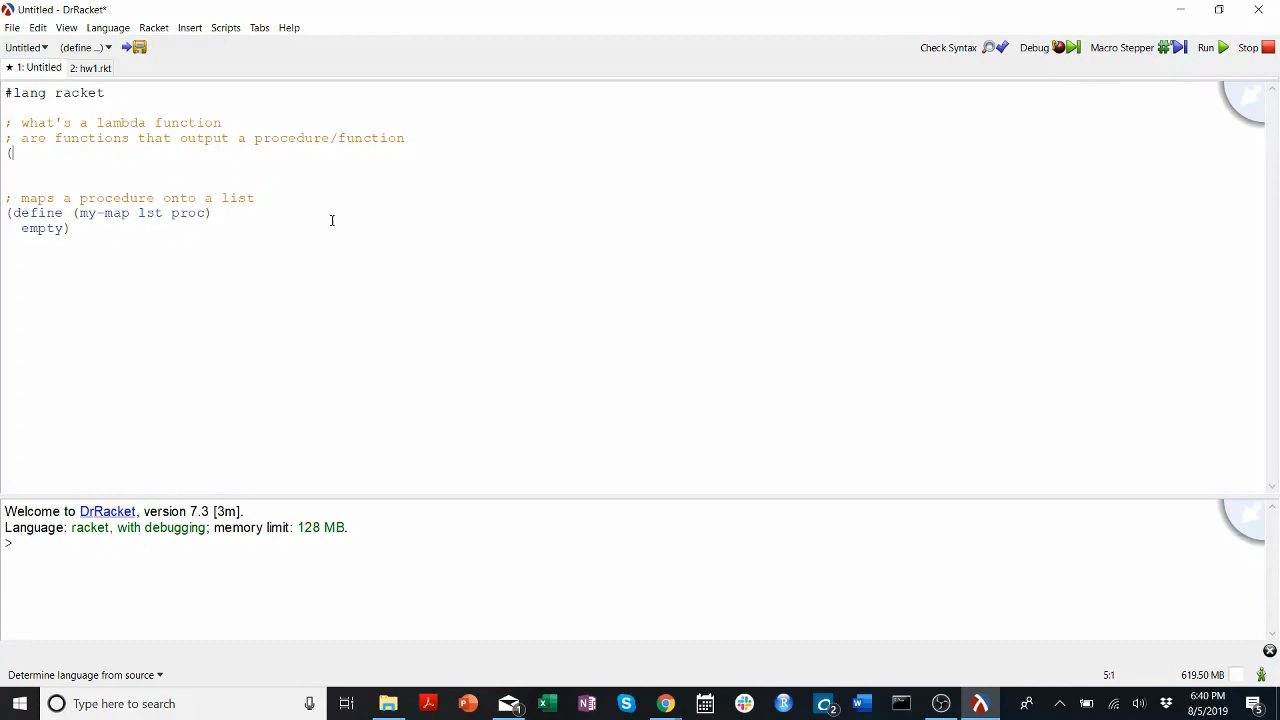 Untitled - DrRacket*
File Edit View Language Racket Insert Scripts Tabs Help
Untitled▾ (define ...)▾ Check Syntax Debug Macro Stepper Run Stop
★ 1: Untitled 2: hw1.rkt
#lang racket
; what's a lambda function
; are functions that output a procedure/function
(
; maps a procedure onto a list
(define (my-map lst proc)
empty)
Welcome to DrRacket, version 7.3 [3m].
Language: racket, with debugging; memory limit: 128 MB.
>
Determine language from source▾ 5:1 619.50 MB
Type here to search 2 6:40 PM
8/5/2019 5